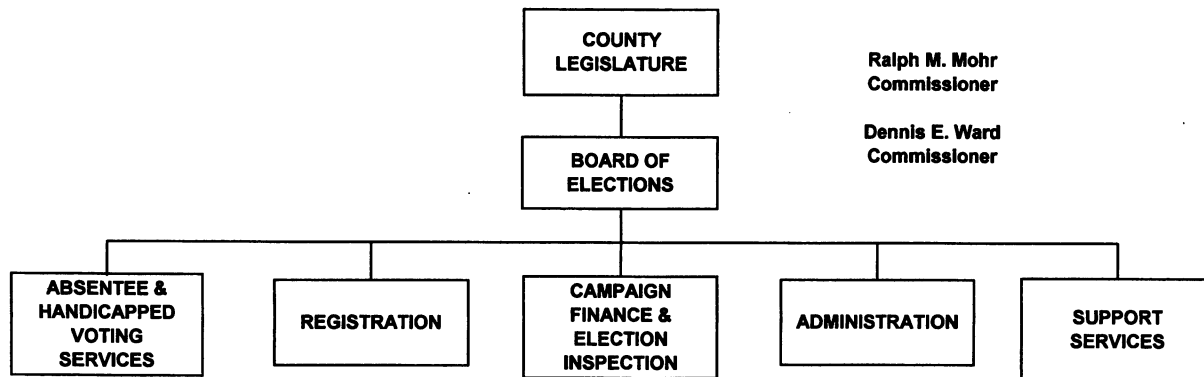 COUNTY
LEGISLATURE
Ralph M. Mohr
Commissioner
Dennis E. Ward
Commissioner
BOARD OF
ELECTIONS
ABSENTEE &
HANDICAPPED
VOTING
SERVICES
REGISTRATION
CAMPAIGN
FINANCE &
ELECTION
INSPECTION
ADMINISTRATION
SUPPORT
SERVICES